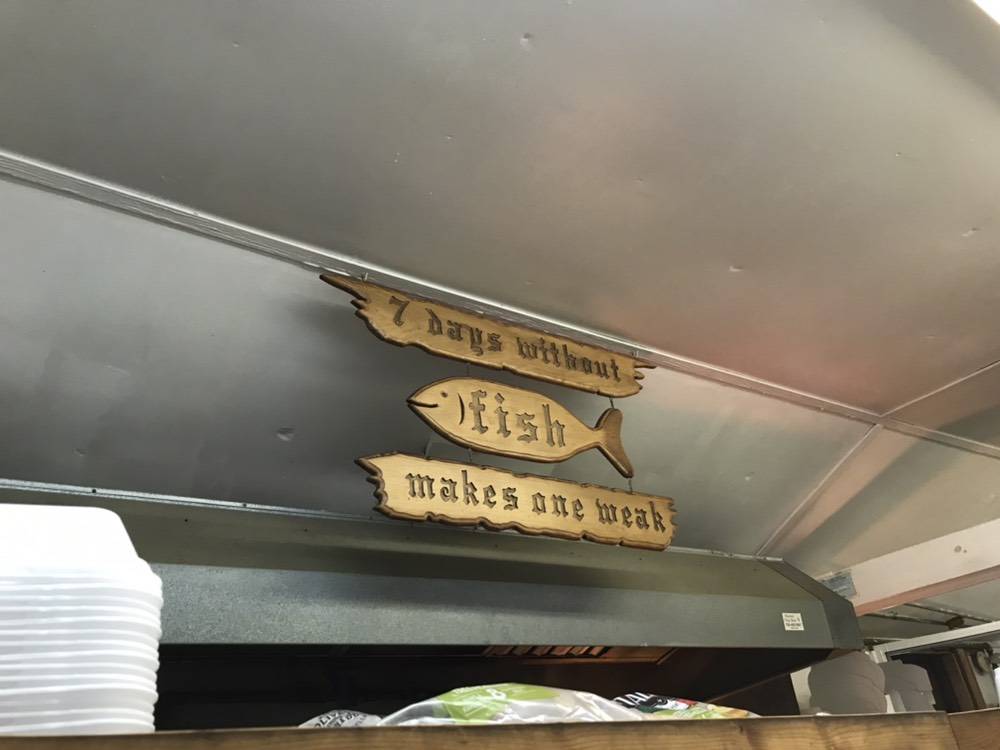 7 days without
fish
makes one weak